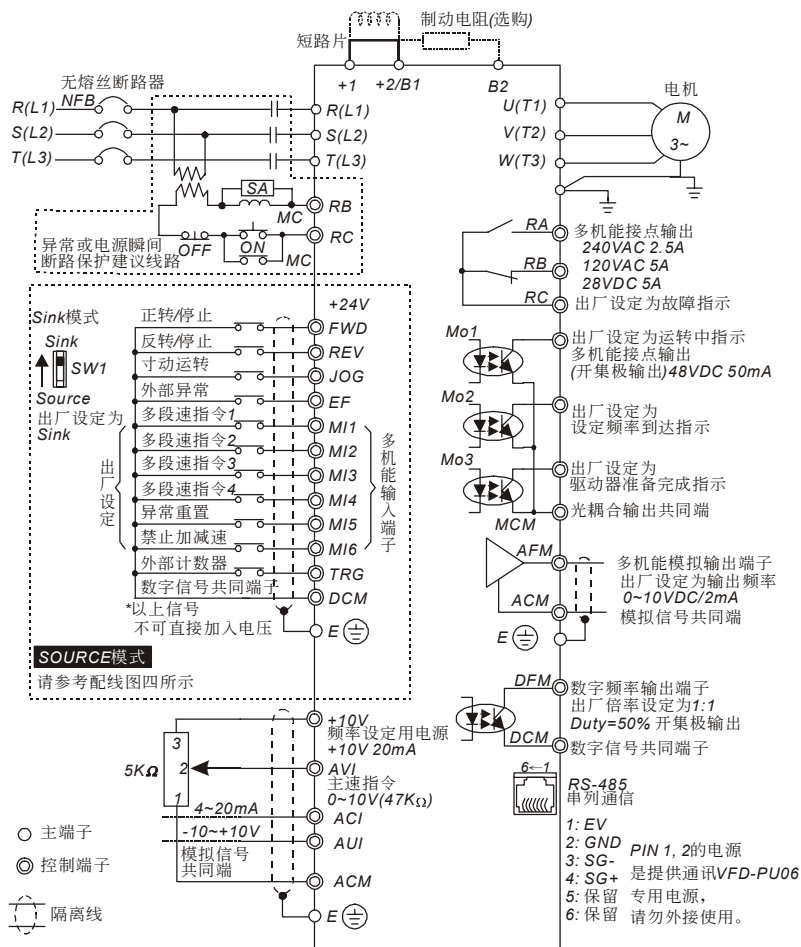 制动电阻(选购)
短路片
+1
+2/B1
B2
无熔丝断路器
NFB
R(L1)
S(L2)
T(L3)
R(L1)
S(L2)
T(L3)
SA
MC
RB
RC
OFF
ON
MC
异常或电源瞬间
断路保护建议线路
U(T1)
V(T2)
W(T3)
电机
M
3~
RA
多机能接点输出
240VAC 2.5A
RB
120VAC 5A
28VDC 5A
RC
出厂设定为故障指示
Sink模式
Sink
SW1
Source
出厂设定为
Sink
+24V
正转/停止
FWD
反转/停止
REV
寸动运转
JOG
外部异常
EF
多段速指令1
MI1
多段速指令2
MI2
多段速指令3
MI3
多段速指令4
MI4
异常重置
MI5
禁止加减速
MI6
外部计数器
TRG
数字信号共同端子
DCM
出厂设定
多机能输入端子
*以上信号
不可直接加入电压
E
SOURCE模式
请参考配线图四所示
Mo1
出厂设定为运转中指示
多机能接点输出
(开集极输出)48VDC 50mA
Mo2
出厂设定为
设定频率到达指示
Mo3
出厂设定为
驱动器准备完成指示
MCM
光耦合输出共同端
AFM
多机能模拟输出端子
出厂设定为输出频率
0~10VDC/2mA
ACM
模拟信号共同端
E
DFM
数字频率输出端子
出厂倍率设定为1:1
Duty=50% 开集极输出
DCM
数字信号共同端子
+10V
频率设定用电源
+10V 20mA
3
5KΩ
2
1
AVI
主速指令
0~10V(47KΩ)
4~20mA
ACI
-10~+10V
AUI
模拟信号
共同端
ACM
E
6←1
RS-485
串列通信
1: EV
2: GND
3: SG-
4: SG+
5: 保留
6: 保留
PIN 1, 2的电源
是提供通讯VFD-PU06
专用电源，
请勿外接使用。
主端子
控制端子
隔离线